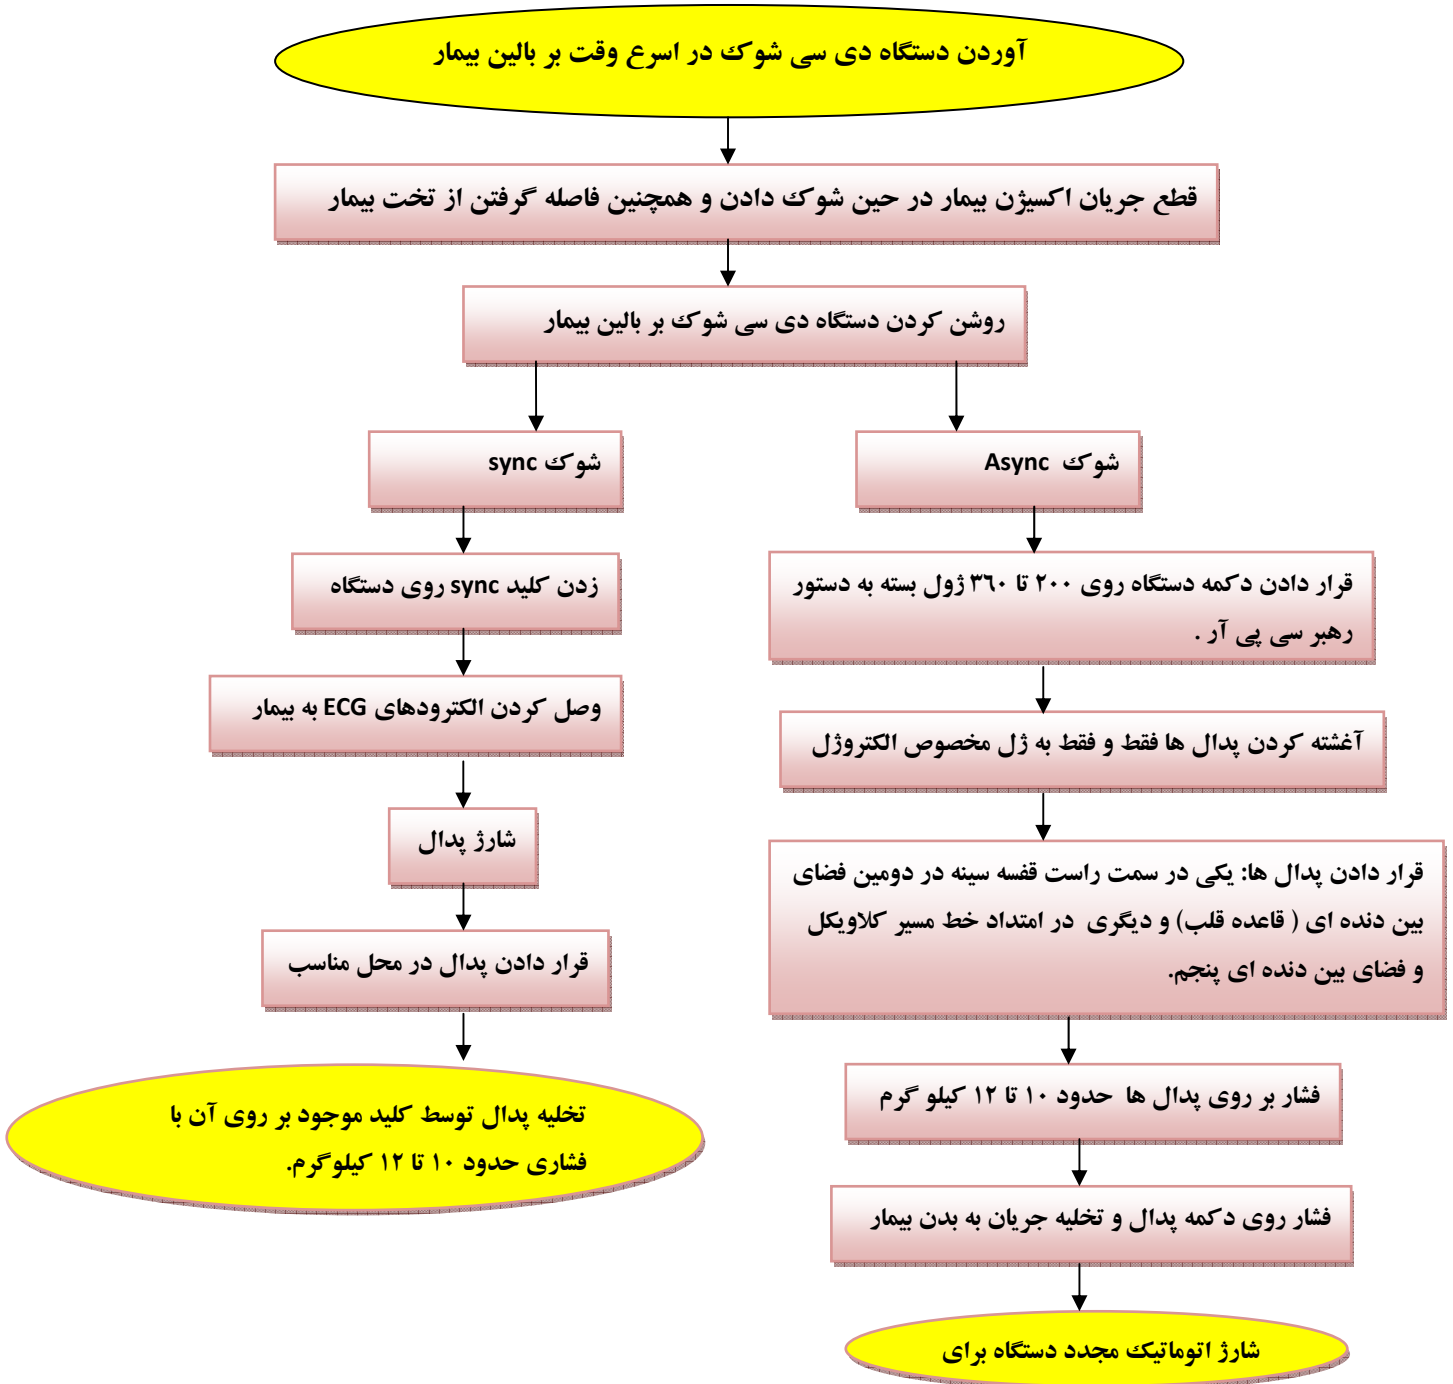 آوردن دستگاه دی سی شوک در اسرع وقت بر بالین بیمار
قطع جریان اکسیژن بیمار در حین شوک دادن و همچنین فاصله گرفتن از تخت بیمار
روشن کردن دستگاه دی سی شوک بر بالین بیمار
شوک Async
قرار دادن دکمه دستگاه روی ۲۰۰ تا ۳٦۰ ژول بسته به دستور
رهبر سی پی آر .
آغشته کردن پدال ها فقط و فقط به ژل مخصوص الکتروژل
قرار دادن پدال ها: یکی در سمت راست قفسه سینه در دومین فضای
بین دنده ای ( قاعده قلب) و دیگری در امتداد خط مسیر کلاویکل
و فضای بین دنده ای پنجم.
فشار بر روی پدال ها حدود ۱۰ تا ۱۲ کیلو گرم
فشار روی دکمه پدال و تخلیه جریان به بدن بیمار
شارژ اتوماتیک مجدد دستگاه برای
شوک sync
زدن کلید sync روی دستگاه
وصل کردن الکترودهای ECG به بیمار
شارژ پدال
قرار دادن پدال در محل مناسب
تخلیه پدال توسط کلید موجود بر روی آن با
فشاری حدود ۱۰ تا ۱۲ کیلوگرم.